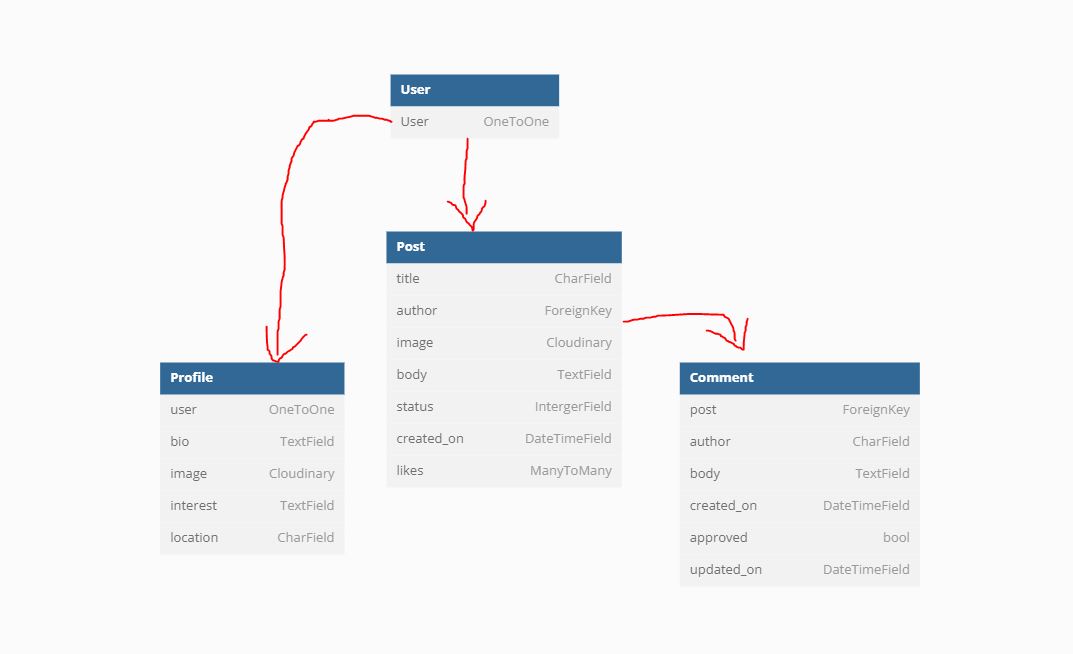 User
User OneToOne
Post
title CharField
author ForeignKey
image Cloudinary
body TextField
status IntergerField
created_on DateTimeField
likes ManyToMany
Profile
user OneToOne
bio TextField
image Cloudinary
interest TextField
location CharField
Comment
post ForeignKey
author CharField
body TextField
created_on DateTimeField
approved bool
updated_on DateTimeField